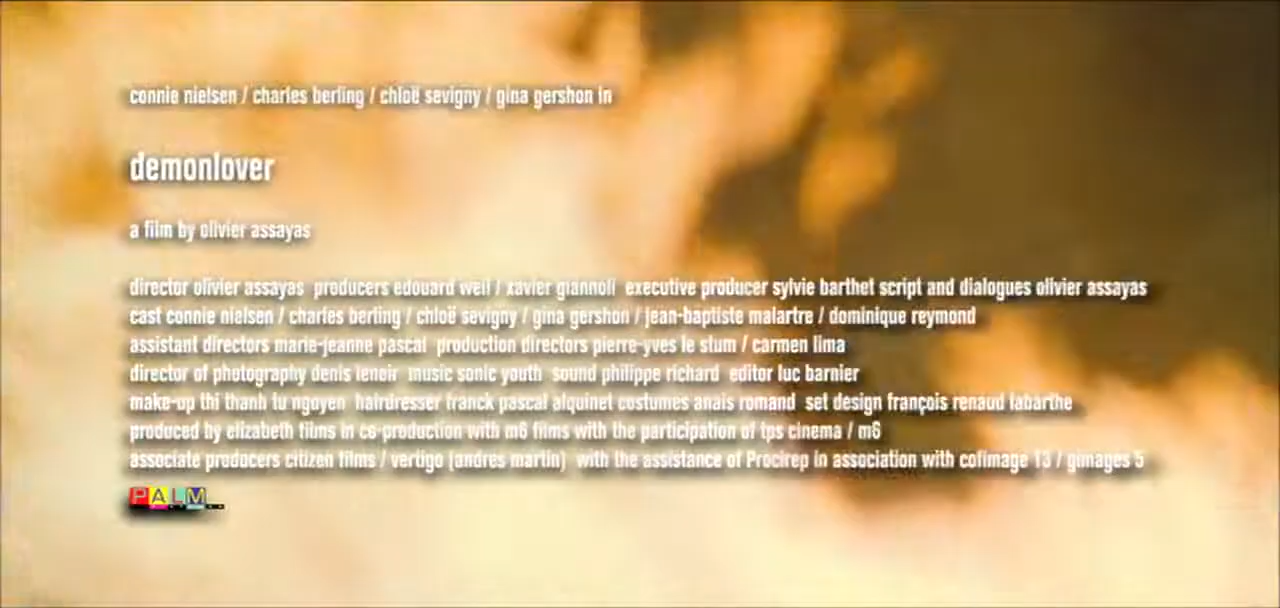 connie nielsen / charles berling / chloë sevigny / gina gershon in
demonlover
a film by olivier assayas
director olivier assayas producers edouard weil / xavier giannoli executive producer sylvie barthet script and dialogues olivier assayas
cast connie nielsen / charles berling / chloë sevigny / gina gershon / jean-baptiste malartre / dominique reymond
assistant directors marie-jeanne pascal production directors pierre-yves le stum / carmen lima
director of photography denis lenoir music sonic youth sound philippe richard editor luc barnier
make-up thi thanh tu nguyen hairdresser franck pascal alquinet costumes anais romand set design françois renaud labarthe
produced by elizabeth films in co-production with m6 films with the participation of tps cinema / m6
associate producers citizen films / vertigo (andres martin) with the assistance of Procirep in association with cofimage 13 / gimages 5
PALM